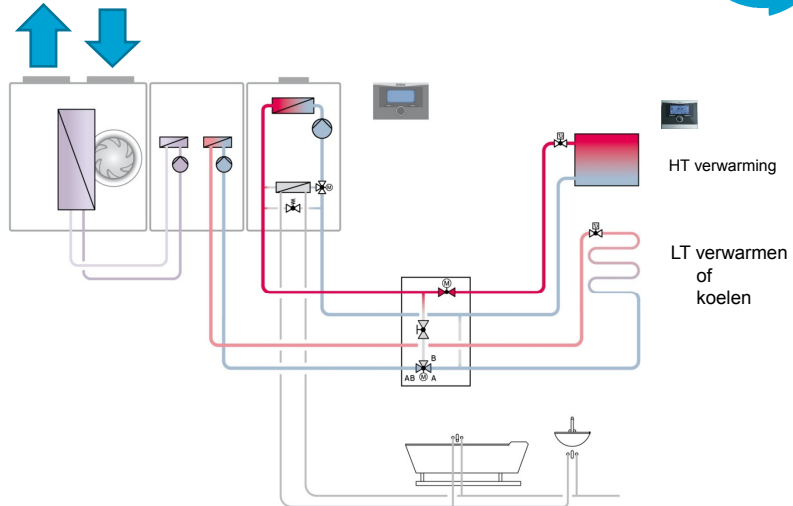 HT verwarming
LT verwarmen
of
koelen
M
M
B
AB M A